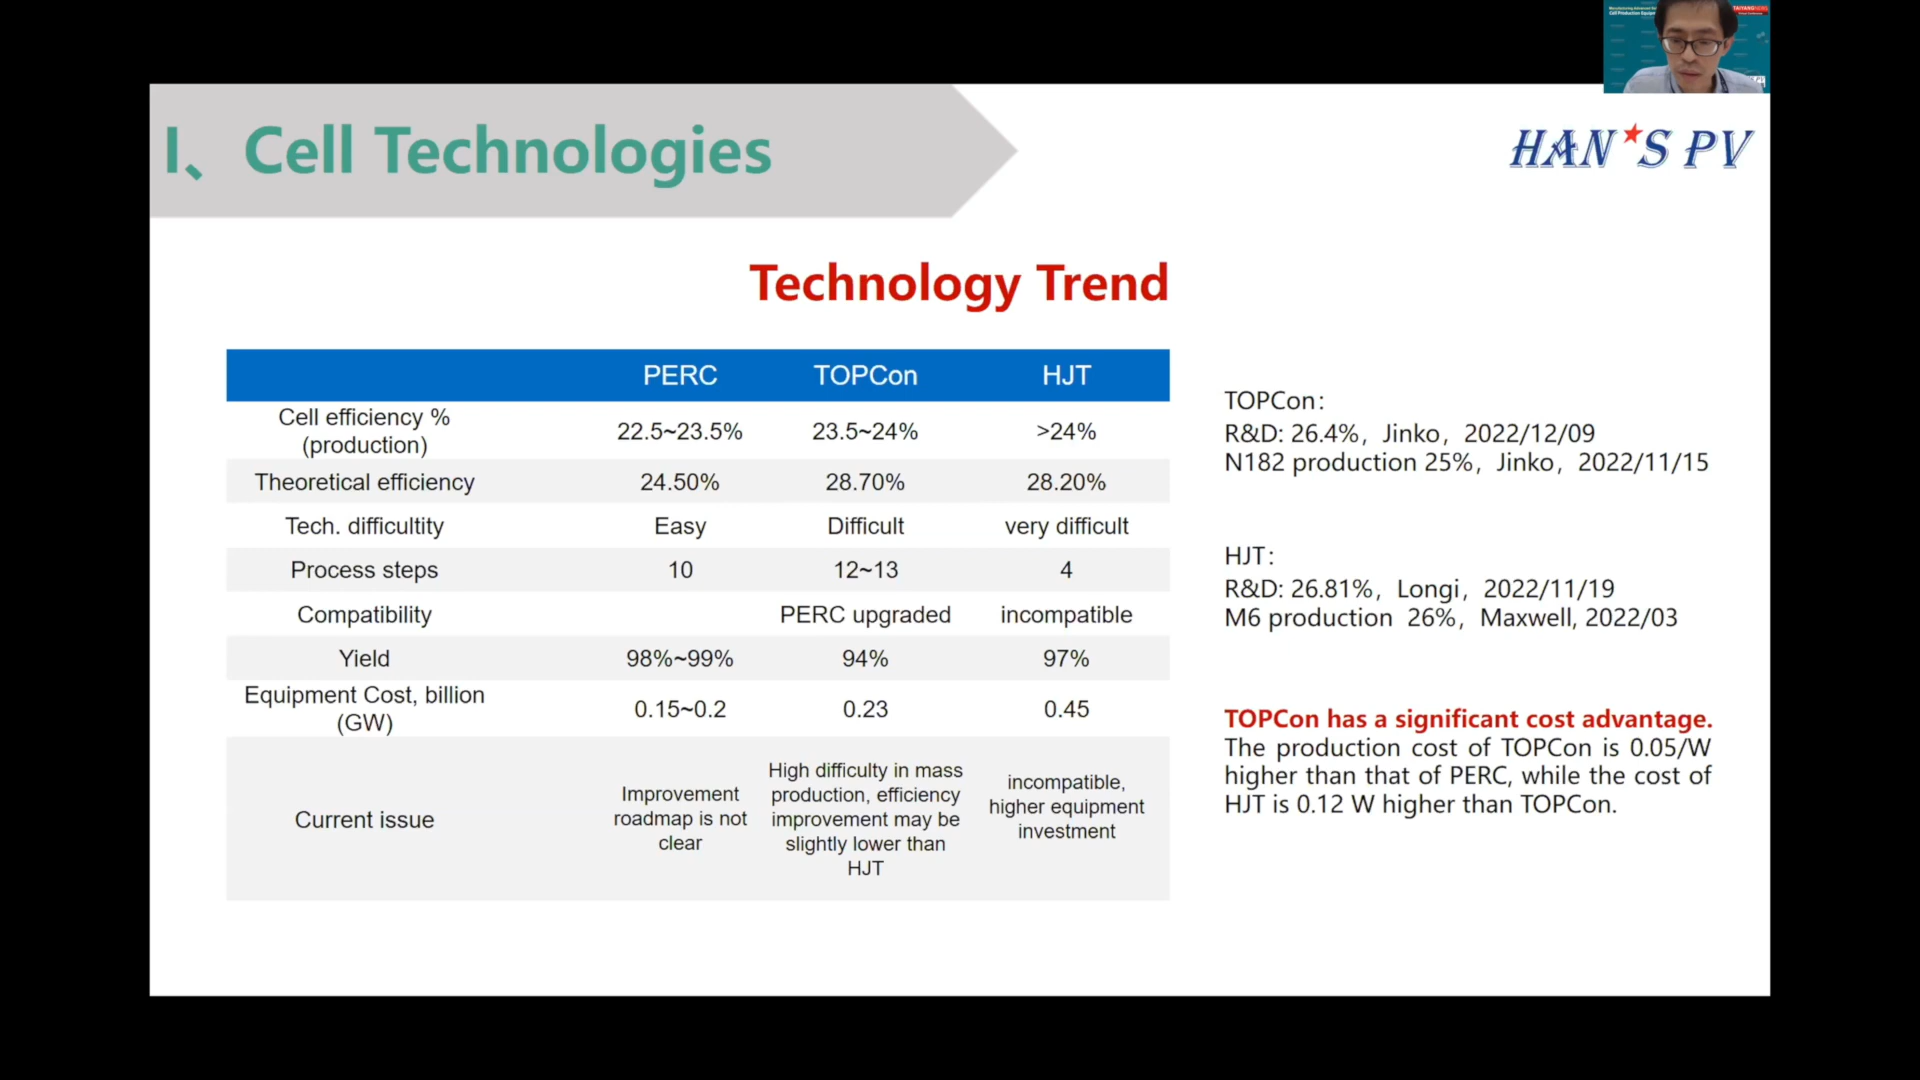 Manufacturing Advanced
Cell Production Equipm
TAIYANGNEWS
I、Cell Technologies
HAN★S PV
Technology Trend
PERC TOPCon HJT
Cell efficiency %
(production)
22.5~23.5% 23.5~24% >24%
Theoretical efficiency 24.50% 28.70% 28.20%
Tech. difficultity Easy Difficult very difficult
Process steps 10 12~13 4
Compatibility PERC upgraded incompatible
Yield 98%~99% 94% 97%
Equipment Cost, billion
(GW)
0.15~0.2 0.23 0.45
Current issue
Improvement
roadmap is not
clear
High difficulty in mass
production, efficiency
improvement may be
slightly lower than
HJT
incompatible,
higher equipment
investment
TOPCon：
R&D: 26.4%，Jinko，2022/12/09
N182 production 25%，Jinko，2022/11/15
HJT：
R&D: 26.81%，Longi，2022/11/19
M6 production 26%，Maxwell, 2022/03
TOPCon has a significant cost advantage.
The production cost of TOPCon is 0.05/W
higher than that of PERC, while the cost of
HJT is 0.12 W higher than TOPCon.